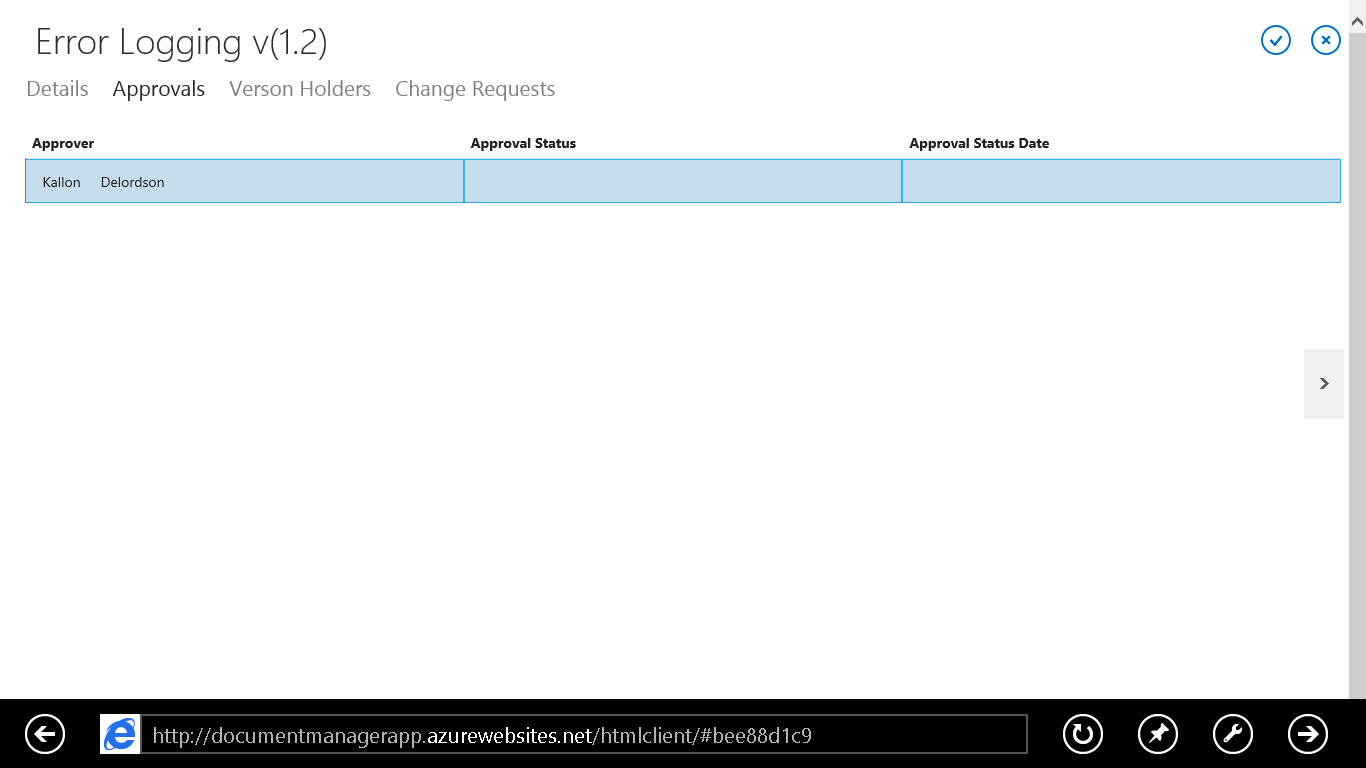 Error Logging v(1.2)
Details Approvals Verson Holders Change Requests
Approver Approval Status Approval Status Date
Kallon Delordson
http://documentmanagerapp.azurewebsites.net/htmlclient/#bee88d1c9